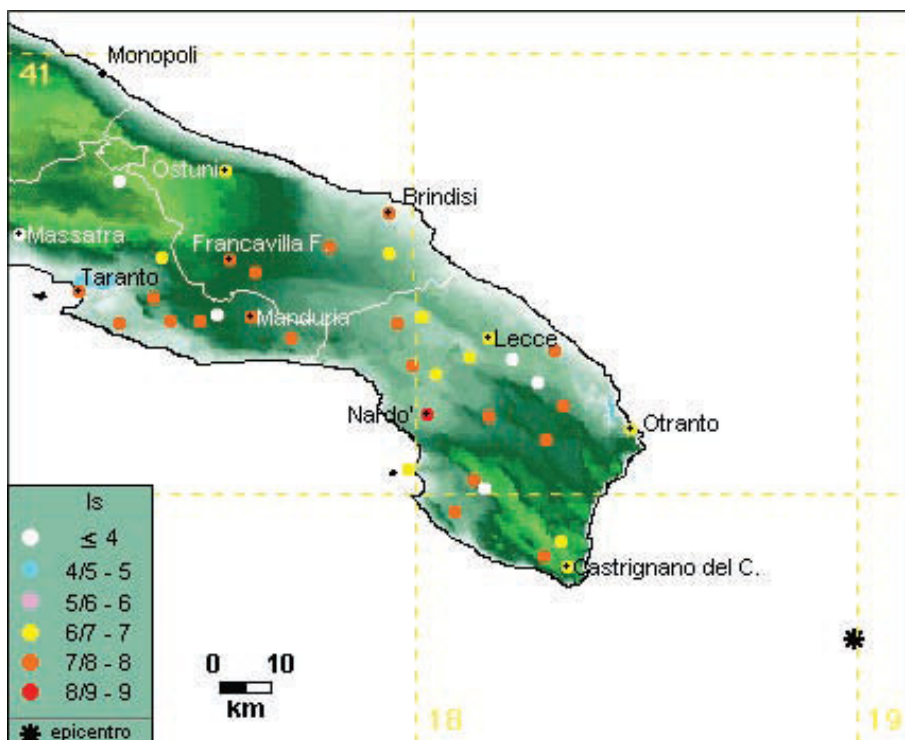 Monopoli
41
Ostuni
Brindisi
Massafra
Francavilla F.
Taranto
Manduria
Lecce
Nardo'
Otranto
Is
≤ 4
4/5 - 5
5/6 - 6
6/7 - 7
7/8 - 8
8/9 - 9
epicentro
Castrignano del C.
0 10
km
18
19